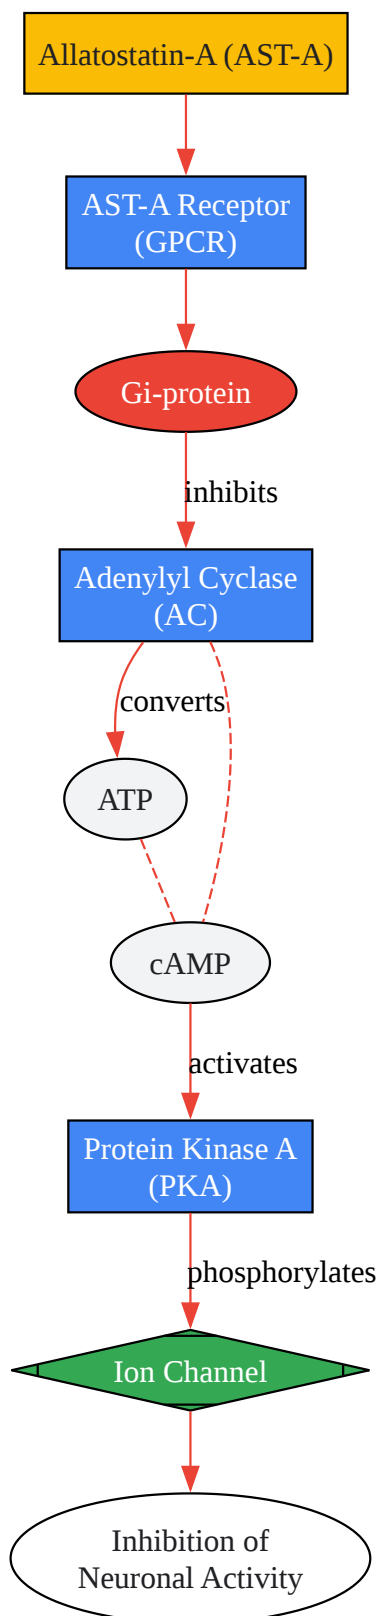 Allatostatin-A (AST-A)
AST-A Receptor
(GPCR)
Gi-protein
inhibits
Adenylyl Cyclase
(AC)
converts
ATP
cAMP
activates
Protein Kinase A
(PKA)
phosphorylates
Ion Channel
Inhibition of
Neuronal Activity